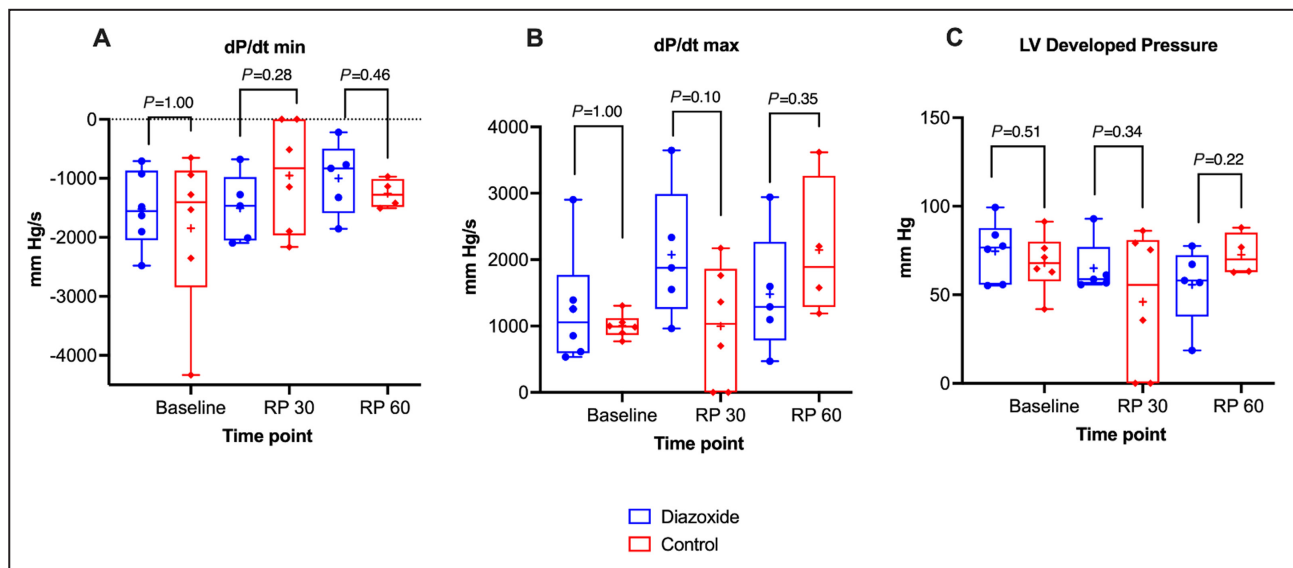 A
dP/dt min
P=1.00
P=0.28
P=0.46
0
-1000
-2000
-3000
-4000
mm Hg/s
Baseline
RP 30
RP 60
Time point
B
dP/dt max
P=1.00
P=0.10
P=0.35
4000
3000
2000
1000
0
mm Hg/s
Baseline
RP 30
RP 60
Time point
C
LV Developed Pressure
P=0.51
P=0.34
P=0.22
150
100
50
0
mm Hg
Baseline
RP 30
RP 60
Time point
Diazoxide
Control